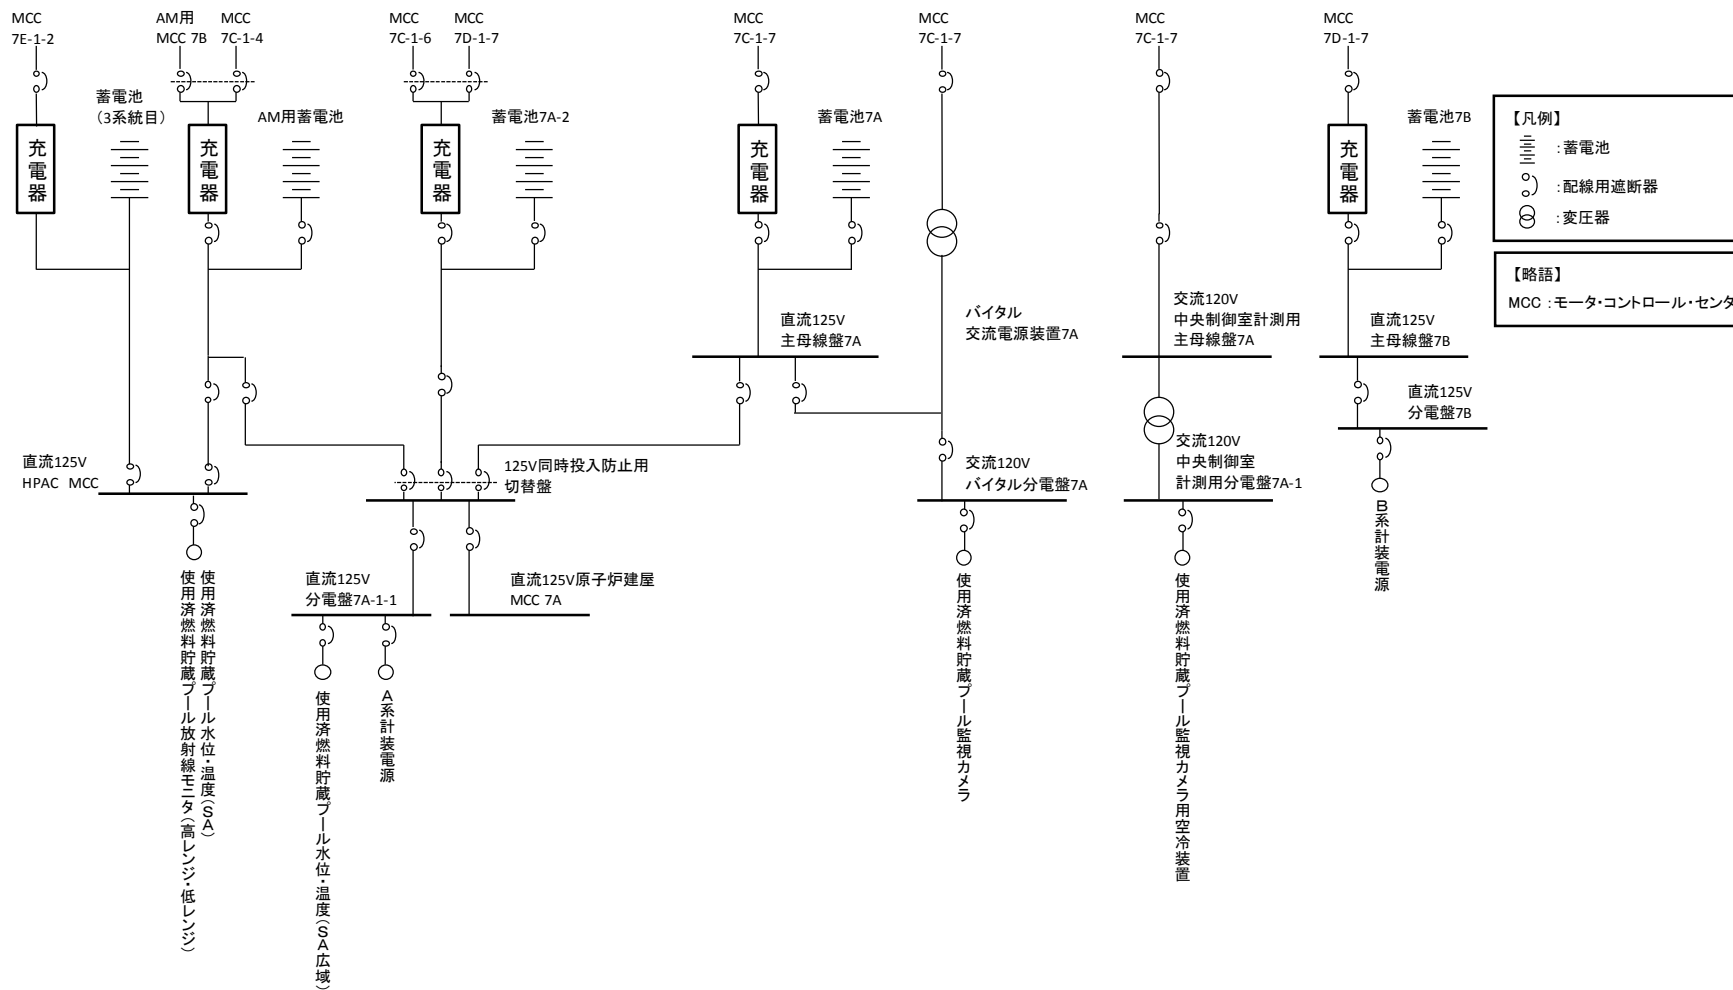 MCC
7E-1-2
AM用
MCC 7B
MCC
7C-1-4
MCC
7C-1-6
MCC
7D-1-7
MCC
7C-1-7
MCC
7C-1-7
MCC
7C-1-7
MCC
7D-1-7
蓄電池
（3系統目）
AM用蓄電池
蓄電池7A-2
蓄電池7A
蓄電池7B
充電器
充電器
充電器
充電器
充電器
【凡例】
：蓄電池
：配線用遮断器
：変圧器
【略語】
MCC ：モータ・コントロール・センタ
直流125V
主母線盤7A
バイタル
交流電源装置7A
交流120V
中央制御室計測用
主母線盤7A
直流125V
主母線盤7B
直流125V
分電盤7B
直流125V
HPAC MCC
125V同時投入防止用
切替盤
交流120V
バイタル分電盤7A
交流120V
中央制御室
計測用分電盤7A-1
B系計装電源
直流125V
分電盤7A-1-1
直流125V原子炉建屋
MCC 7A
使用済燃料貯蔵プール水位・温度（SA）
使用済燃料貯蔵プール放射線モニタ（高レンジ・低レンジ）
使用済燃料貯蔵プール水位・温度（SA広域）
A系計装電源
使用済燃料貯蔵プール監視カメラ
使用済燃料貯蔵プール監視カメラ用空冷装置